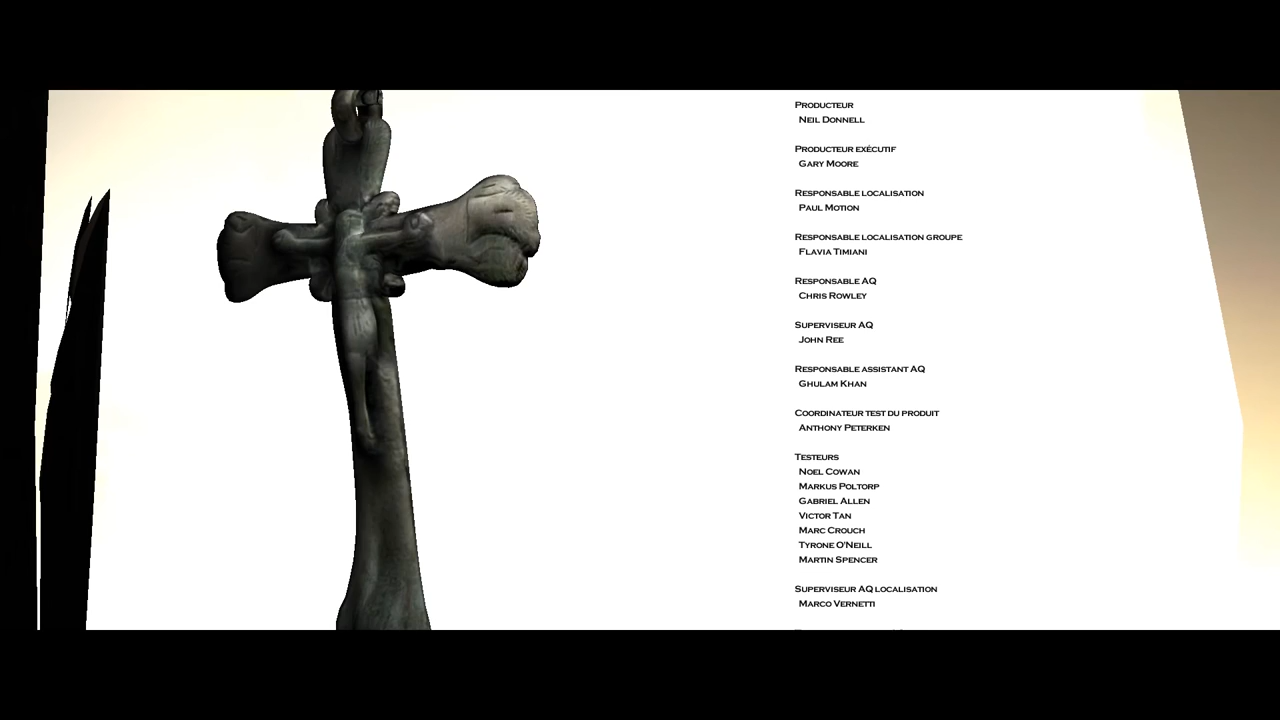 Producteur
Neil Donnell
Producteur exécutif
Gary Moore
Responsable localisation
Paul Motion
Responsable localisation groupe
Flavia Timiani
Responsable AQ
Chris Rowley
Superviseur AQ
John Ree
Responsable assistant AQ
Ghulam Khan
Coordinateur test du produit
Anthony Peterken
Testeurs
Noel Cowan
Markus Poltorp
Gabriel Allen
Victor Tan
Marc Crouch
Tyrone O'Neill
Martin Spencer
Superviseur AQ localisation
Marco Vernetti